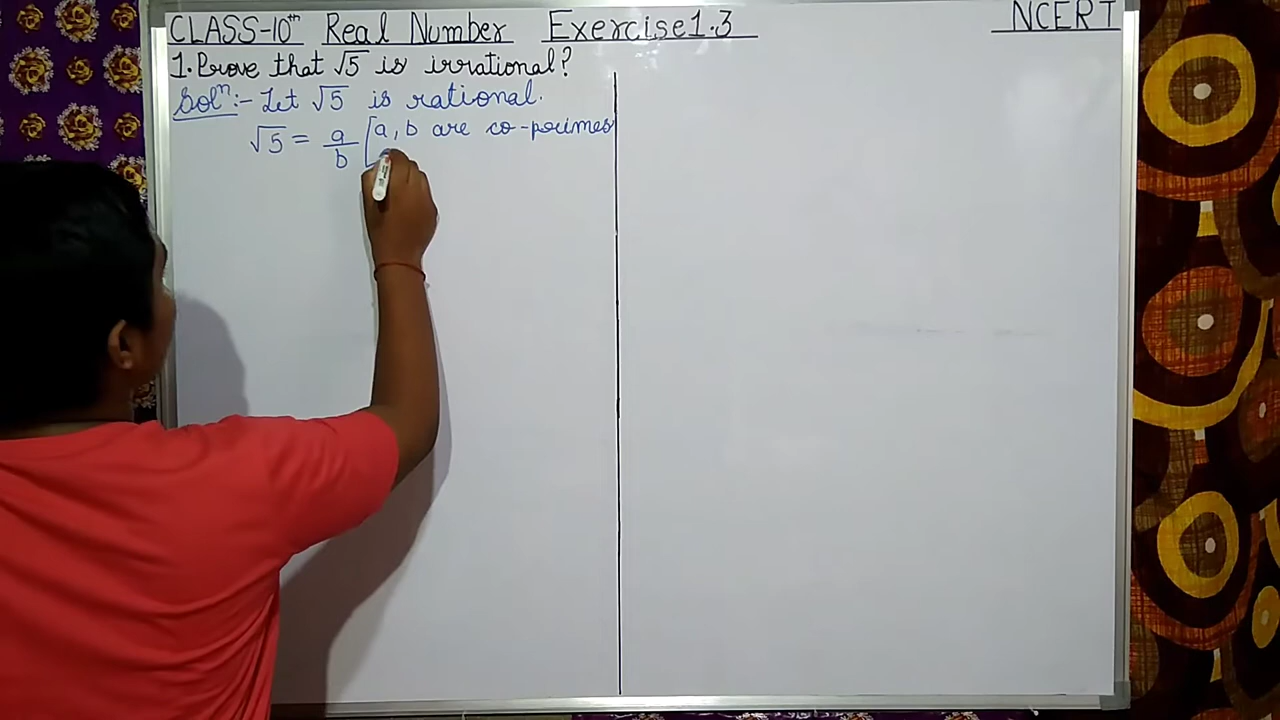 CLASS-10th Real Number Exercise 1.3 NCERT
1. Prove that √5 is irrational?
Solⁿ:- Let √5 is rational.
√5 = a/b [a, b are co-primes